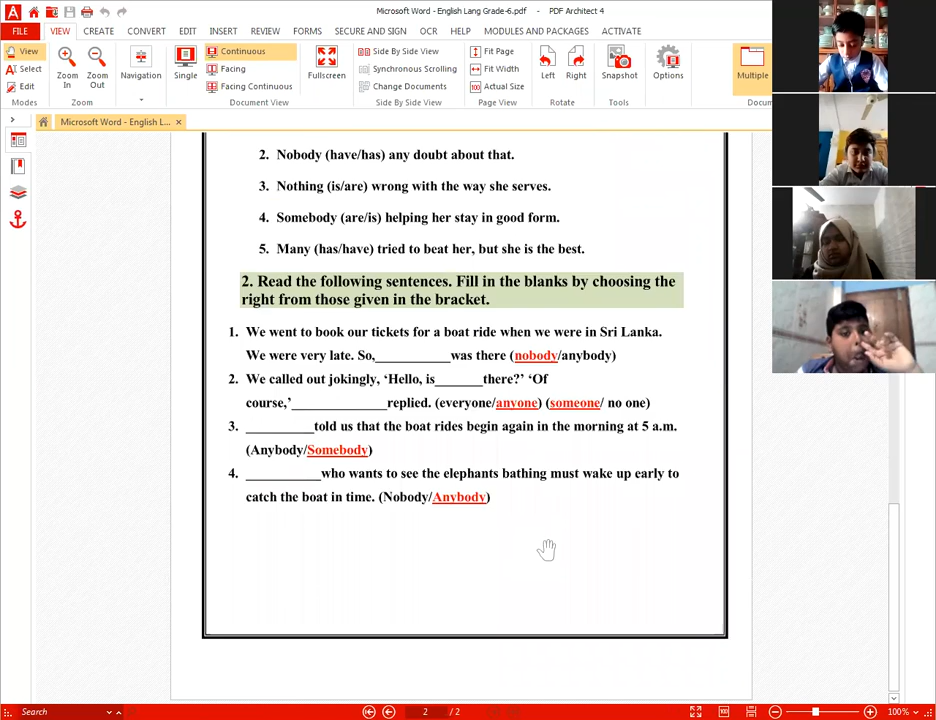 Microsoft Word - English Lang Grade-6.pdf - PDF Architect 4
FILE VIEW CREATE CONVERT EDIT INSERT REVIEW FORMS SECURE AND SIGN OCR HELP MODULES AND PACKAGES ACTIVATE
View
Select
Edit
Modes
Zoom In
Zoom Out
Zoom
Navigation
Single
Continuous
Facing
Facing Continuous
Document View
Fullscreen
Side By Side View
Synchronous Scrolling
Change Documents
Side By Side View
Fit Page
Fit Width
Actual Size
Page View
Left
Right
Rotate
Snapshot
Tools
Options
Multiple
Docum
Microsoft Word - English L...
2. Nobody (have/has) any doubt about that.
3. Nothing (is/are) wrong with the way she serves.
4. Somebody (are/is) helping her stay in good form.
5. Many (has/have) tried to beat her, but she is the best.
2. Read the following sentences. Fill in the blanks by choosing the
right from those given in the bracket.
1. We went to book our tickets for a boat ride when we were in Sri Lanka.
We were very late. So,___________was there (nobody/anybody)
2. We called out jokingly, ‘Hello, is_______there?’ ‘Of
course,’______________replied. (everyone/anyone) (someone/ no one)
3. __________told us that the boat rides begin again in the morning at 5 a.m.
(Anybody/Somebody)
4. ___________who wants to see the elephants bathing must wake up early to
catch the boat in time. (Nobody/Anybody)
Search
2 / 2
100%